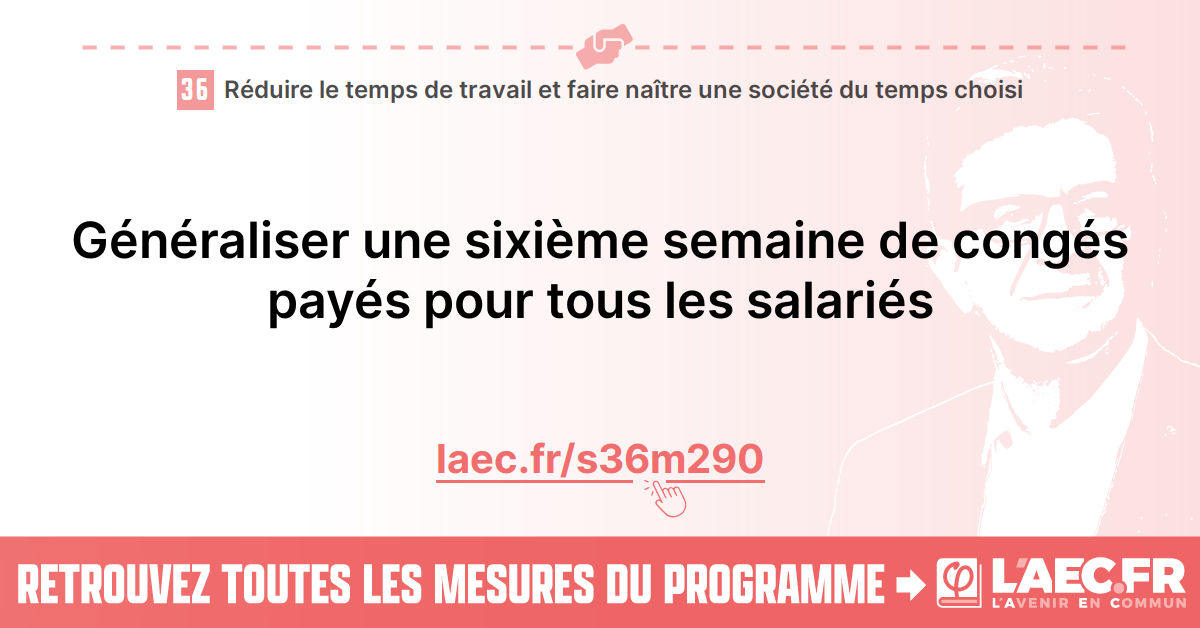 36 Réduire le temps de travail et faire naître une société du temps choisi
Généraliser une sixième semaine de congés
payés pour tous les salariés
laec.fr/s36m290
RETROUVEZ TOUTES LES MESURES DU PROGRAMME
L'AEC.FR
L'AVENIR EN COMMUN